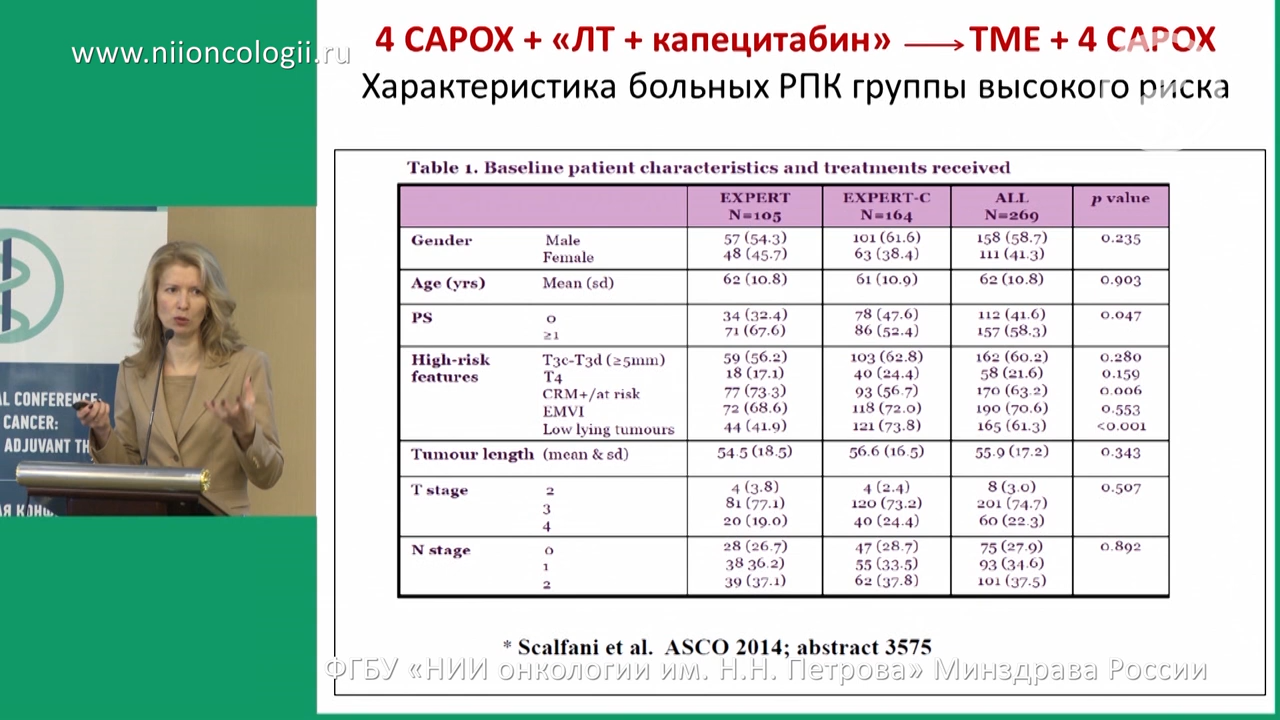 www.niioncologii.ru
4 CAPOX + «ЛТ + капецитабин» → TME + 4 CAPOX
Характеристика больных РПК группы высокого риска
Table 1. Baseline patient characteristics and treatments received
EXPERT N=105 EXPERT-C N=164 ALL N=269 p value
Gender Male 57 (54.3) 101 (61.6) 158 (58.7) 0.235
Female 48 (45.7) 63 (38.4) 111 (41.3)
Age (yrs) Mean (sd) 62 (10.8) 61 (10.9) 62 (10.8) 0.903
PS 0 34 (32.4) 78 (47.6) 112 (41.6) 0.047
≥1 71 (67.6) 86 (52.4) 157 (58.3)
High-risk features T3c-T3d (≥5mm) 59 (56.2) 103 (62.8) 162 (60.2) 0.280
T4 18 (17.1) 40 (24.4) 58 (21.6) 0.159
CRM+/at risk 77 (73.3) 93 (56.7) 170 (63.2) 0.006
EMVI 72 (68.6) 118 (72.0) 190 (70.6) 0.553
Low lying tumours 44 (41.9) 121 (73.8) 165 (61.3) <0.001
Tumour length (mean & sd) 54.5 (18.5) 56.6 (16.5) 55.9 (17.2) 0.343
T stage 2 4 (3.8) 4 (2.4) 8 (3.0) 0.507
3 81 (77.1) 120 (73.2) 201 (74.7)
4 20 (19.0) 40 (24.4) 60 (22.3)
N stage 0 28 (26.7) 47 (28.7) 75 (27.9) 0.892
1 38 36.2) 55 (33.5) 93 (34.6)
2 39 (37.1) 62 (37.8) 101 (37.5)
* Scalfani et al. ASCO 2014; abstract 3575
ФГБУ «НИИ онкологии им. Н.Н. Петрова» Минздрава России
AL CONFERENCE
CANCER:
ADJUVANT TH